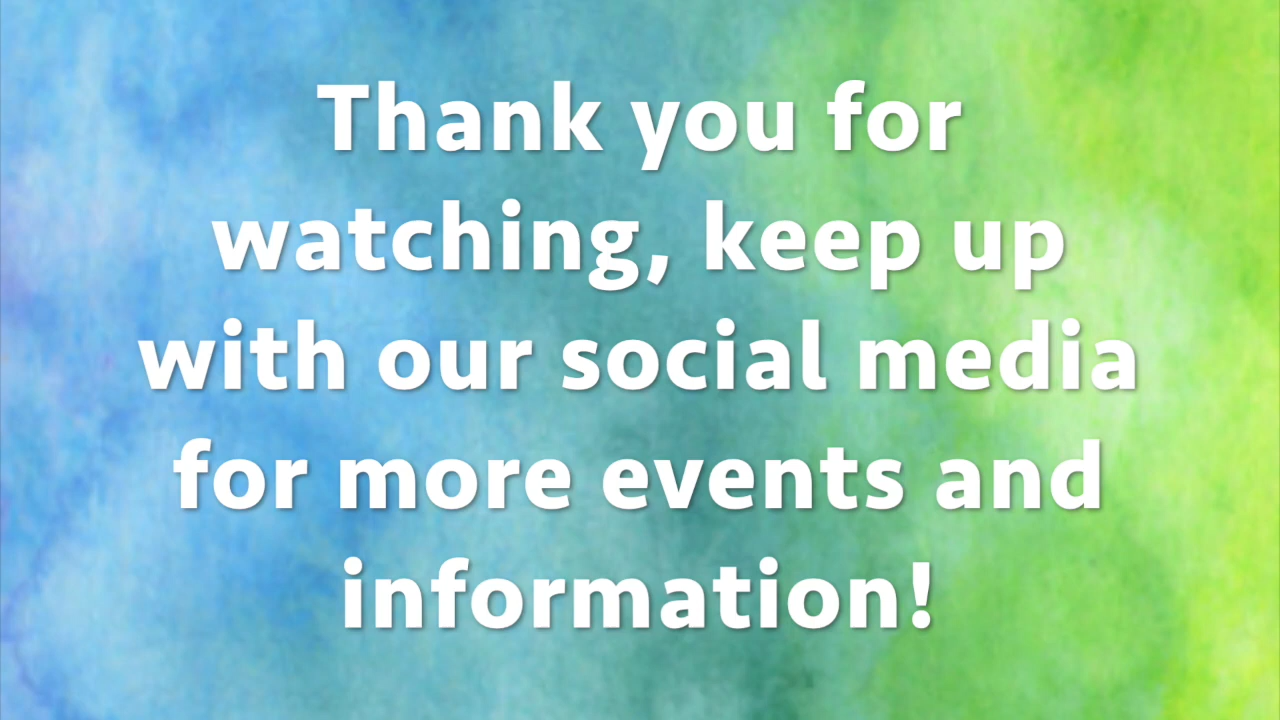 Thank you for
watching, keep up
with our social media
for more events and
information!